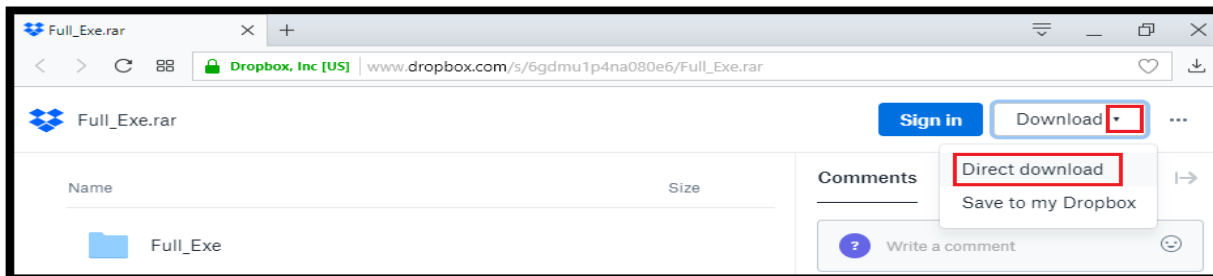 Full_Exe.rar
Dropbox, Inc [US] www.dropbox.com/s/6gdmu1p4na080e6/Full_Exe.rar
Full_Exe.rar Sign in Download
Direct download
Save to my Dropbox
Name Size Comments
Full_Exe ? Write a comment